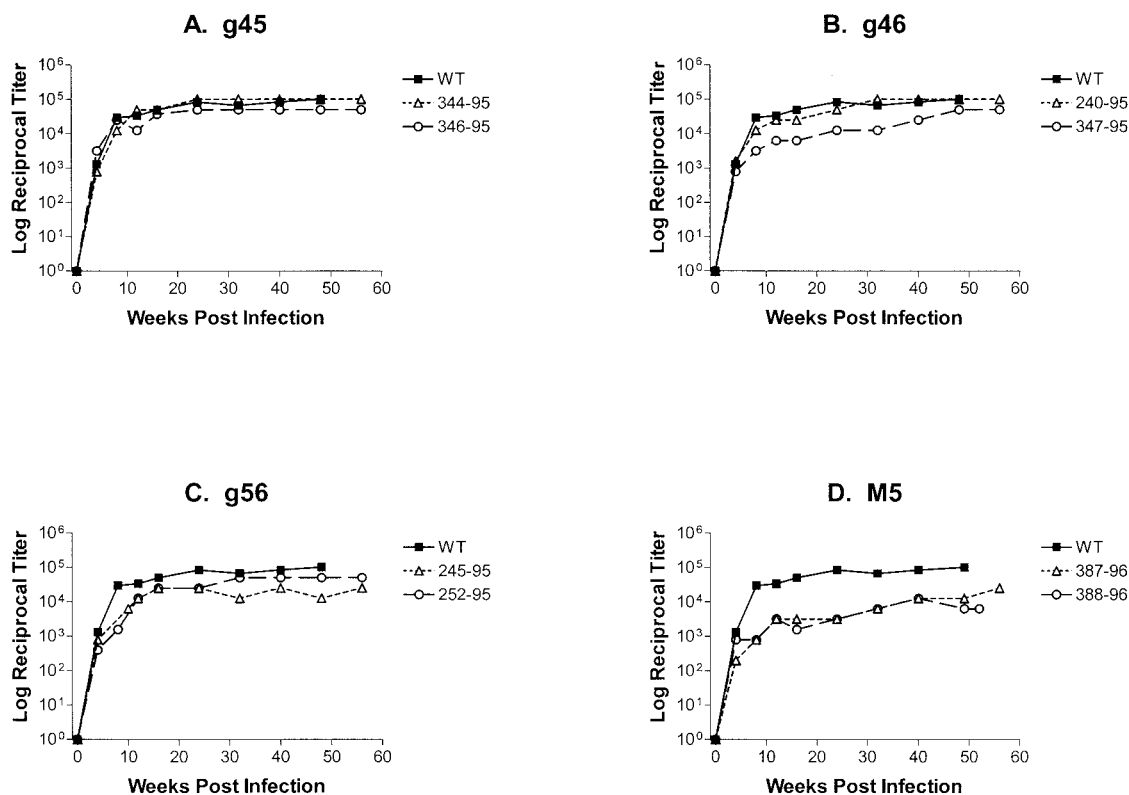 A. g45
Log Reciprocal Titer
10⁶
10⁵
10⁴
10³
10²
10¹
10⁰
0 10 20 30 40 50 60
Weeks Post Infection
WT
344-95
346-95
B. g46
Log Reciprocal Titer
10⁶
10⁵
10⁴
10³
10²
10¹
10⁰
0 10 20 30 40 50 60
Weeks Post Infection
WT
240-95
347-95
C. g56
Log Reciprocal Titer
10⁶
10⁵
10⁴
10³
10²
10¹
10⁰
0 10 20 30 40 50 60
Weeks Post Infection
WT
245-95
252-95
D. M5
Log Reciprocal Titer
10⁶
10⁵
10⁴
10³
10²
10¹
10⁰
0 10 20 30 40 50 60
Weeks Post Infection
WT
387-96
388-96